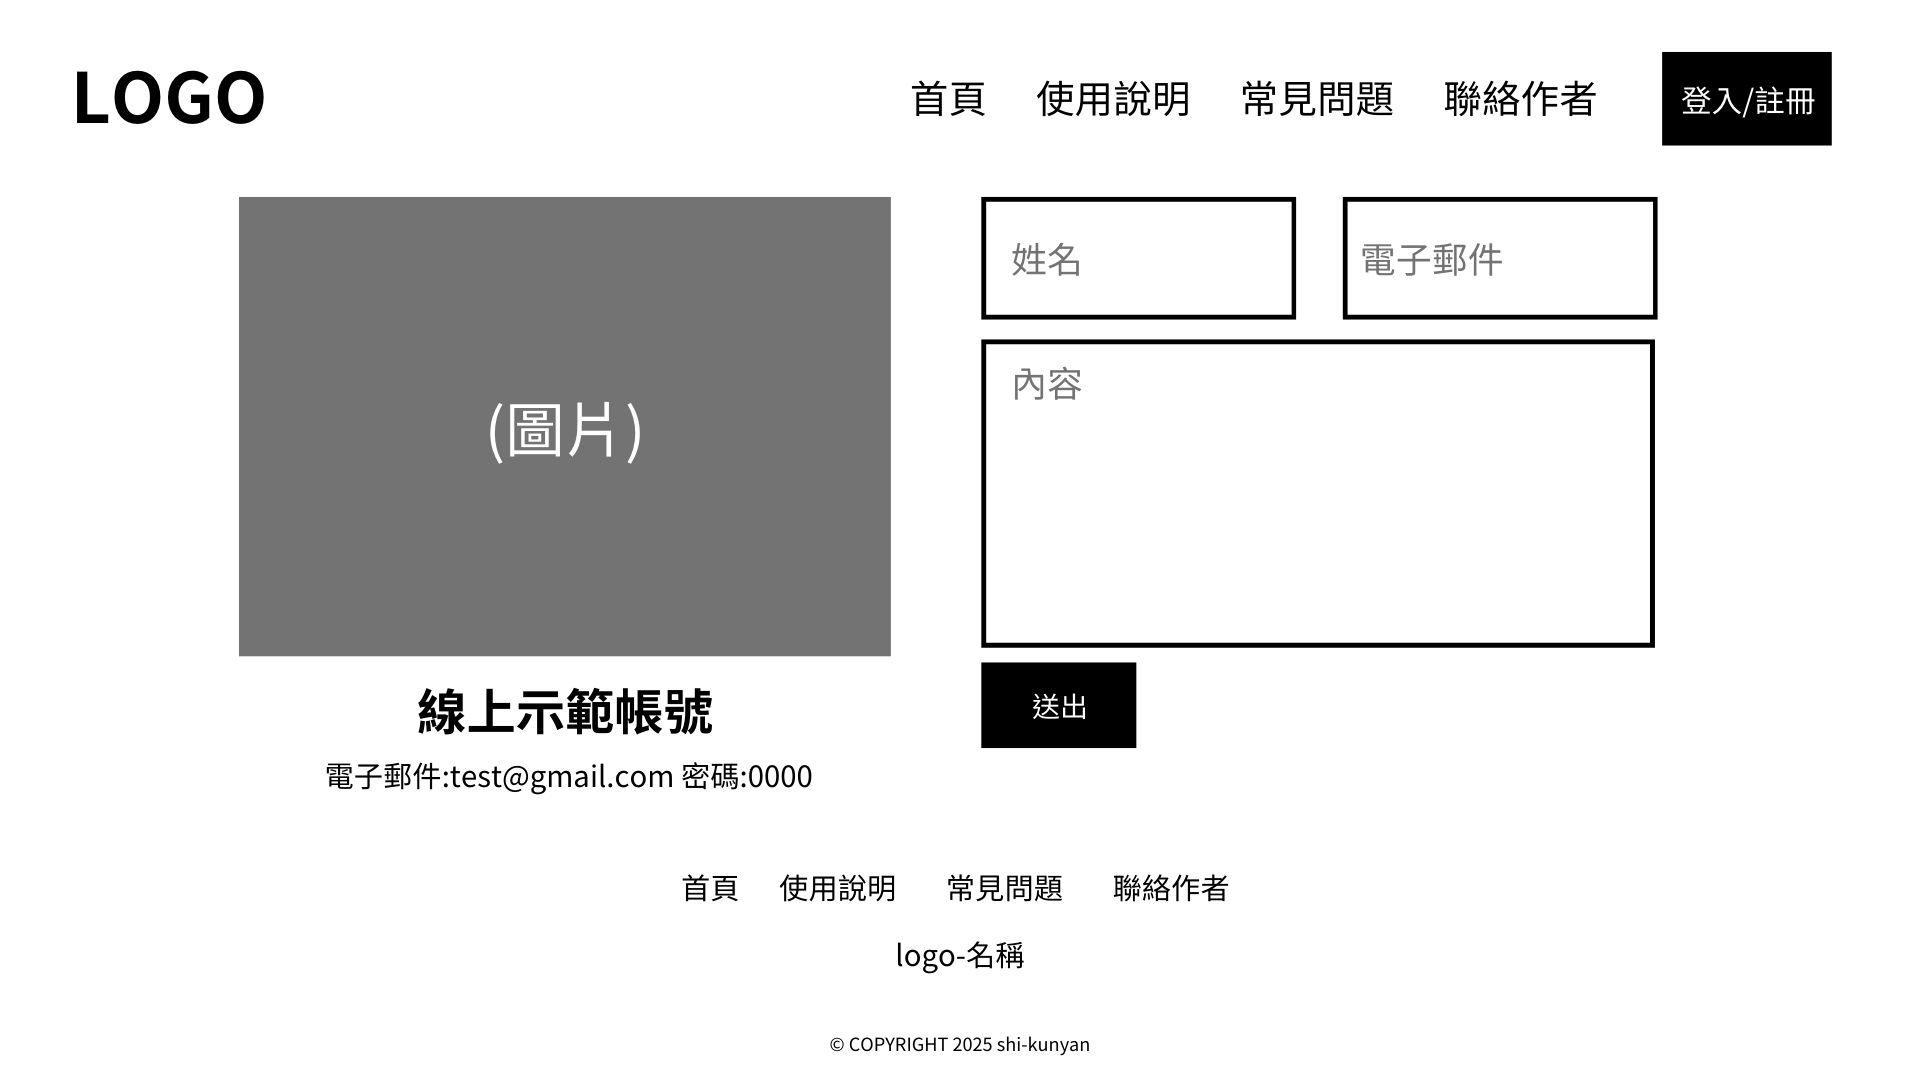 LOGO
首頁 使用說明 常見問題 聯絡作者 登入/註冊
(圖片)
線上示範帳號
電子郵件:test@gmail.com 密碼:0000
姓名 電子郵件
內容
送出
首頁 使用說明 常見問題 聯絡作者
logo-名稱
© COPYRIGHT 2025 shi-kunyan